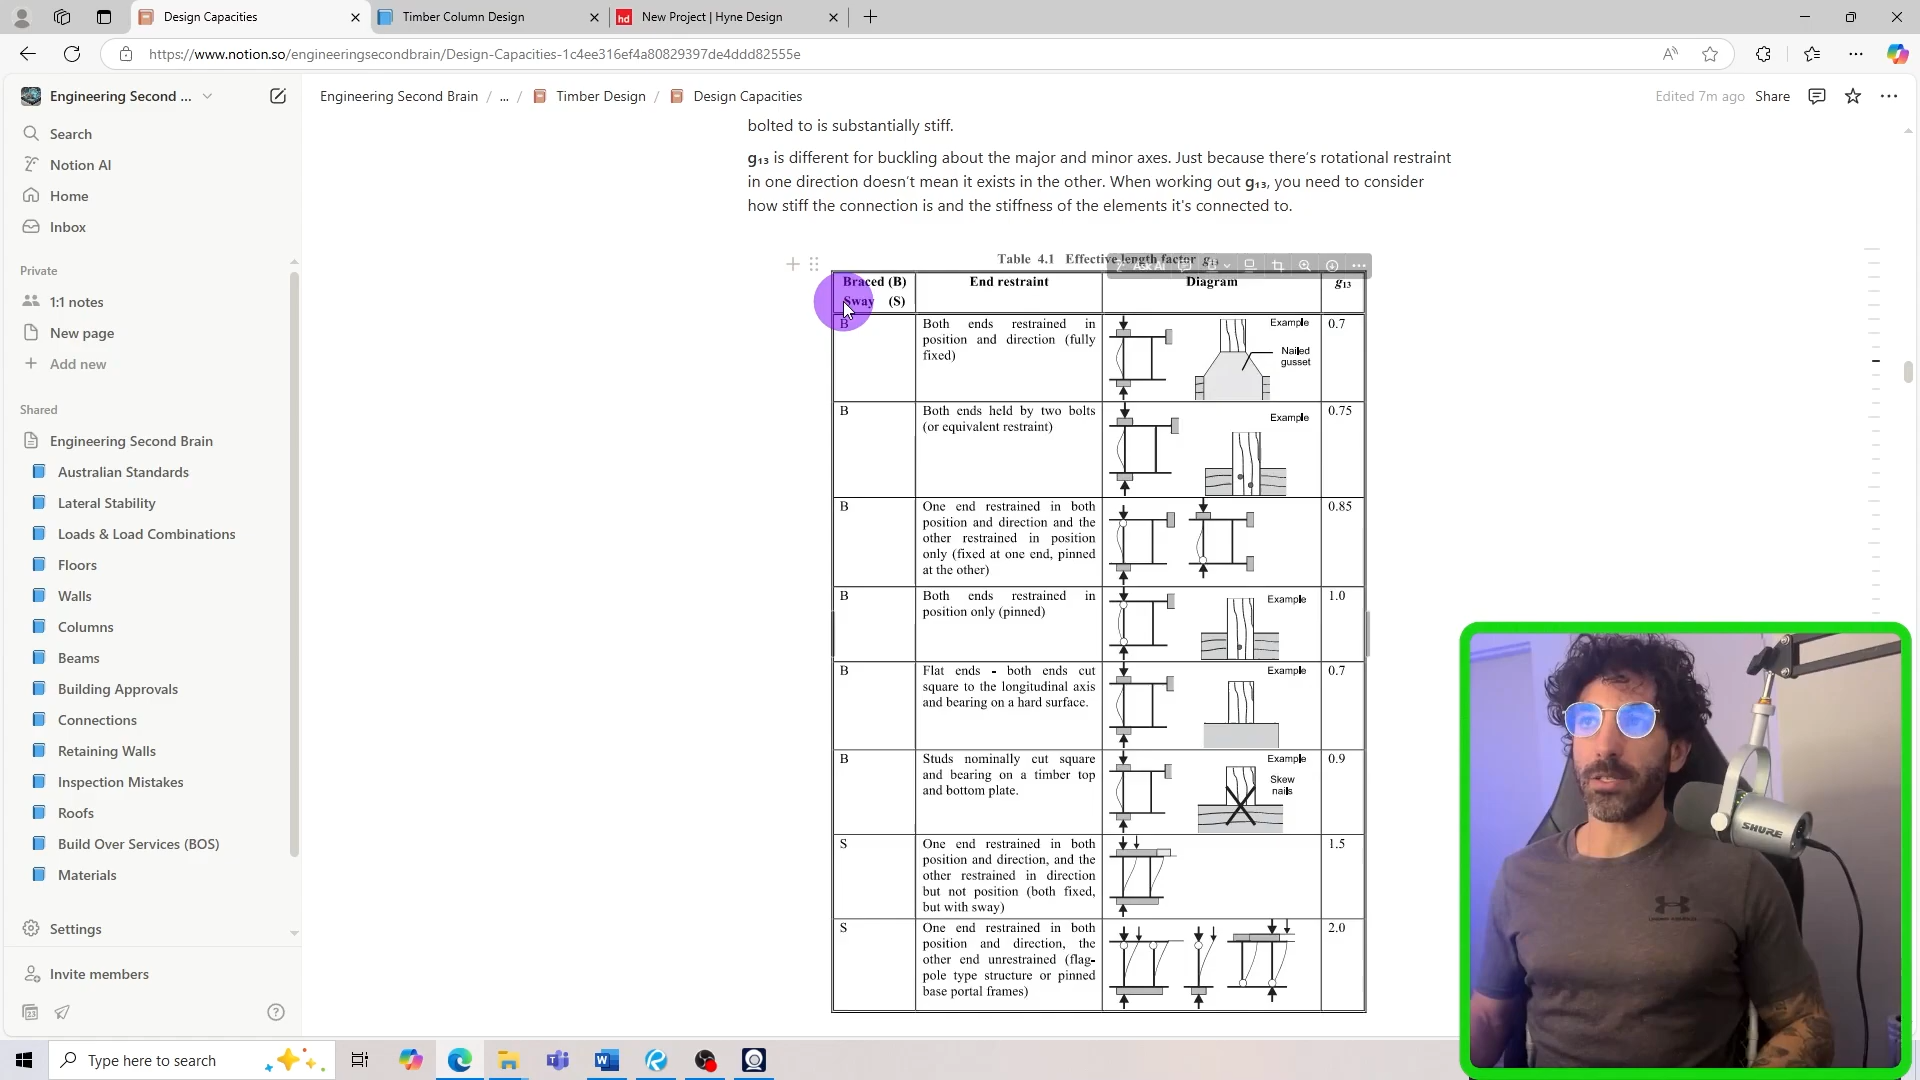 Design Capacities
Timber Column Design
hd New Project | Hyne Design
https://www.notion.so/engineeringsecondbrain/Design-Capacities-1c4ee316ef4a80829397de4ddd82555e
Engineering Second ...
Engineering Second Brain / ... / Timber Design / Design Capacities
Edited 7m ago Share
Search
Notion AI
Home
Inbox
Private
1:1 notes
New page
Add new
Shared
Engineering Second Brain
Australian Standards
Lateral Stability
Loads & Load Combinations
Floors
Walls
Columns
Beams
Building Approvals
Connections
Retaining Walls
Inspection Mistakes
Roofs
Build Over Services (BOS)
Materials
Settings
Invite members
bolted to is substantially stiff.
g₁₃ is different for buckling about the major and minor axes. Just because there's rotational restraint
in one direction doesn't mean it exists in the other. When working out g₁₃, you need to consider
how stiff the connection is and the stiffness of the elements it's connected to.
Table 4.1 Effective length factor g₁₃
Ask AI
Braced (B)
Sway (S)
End restraint
Diagram
g₁₃
B
Both ends restrained in
position and direction (fully
fixed)
Example
Nailed
gusset
0.7
B
Both ends held by two bolts
(or equivalent restraint)
Example
0.75
B
One end restrained in both
position and direction and the
other restrained in position
only (fixed at one end, pinned
at the other)
0.85
B
Both ends restrained in
position only (pinned)
Example
1.0
B
Flat ends - both ends cut
square to the longitudinal axis
and bearing on a hard surface.
Example
0.7
B
Studs nominally cut square
and bearing on a timber top
and bottom plate.
Example
Skew
nails
0.9
S
One end restrained in both
position and direction, and the
other restrained in direction
but not position (both fixed,
but with sway)
1.5
S
One end restrained in both
position and direction, the
other end unrestrained (flag-
pole type structure or pinned
base portal frames)
2.0
SHURE
UNDER ARMOUR
Type here to search